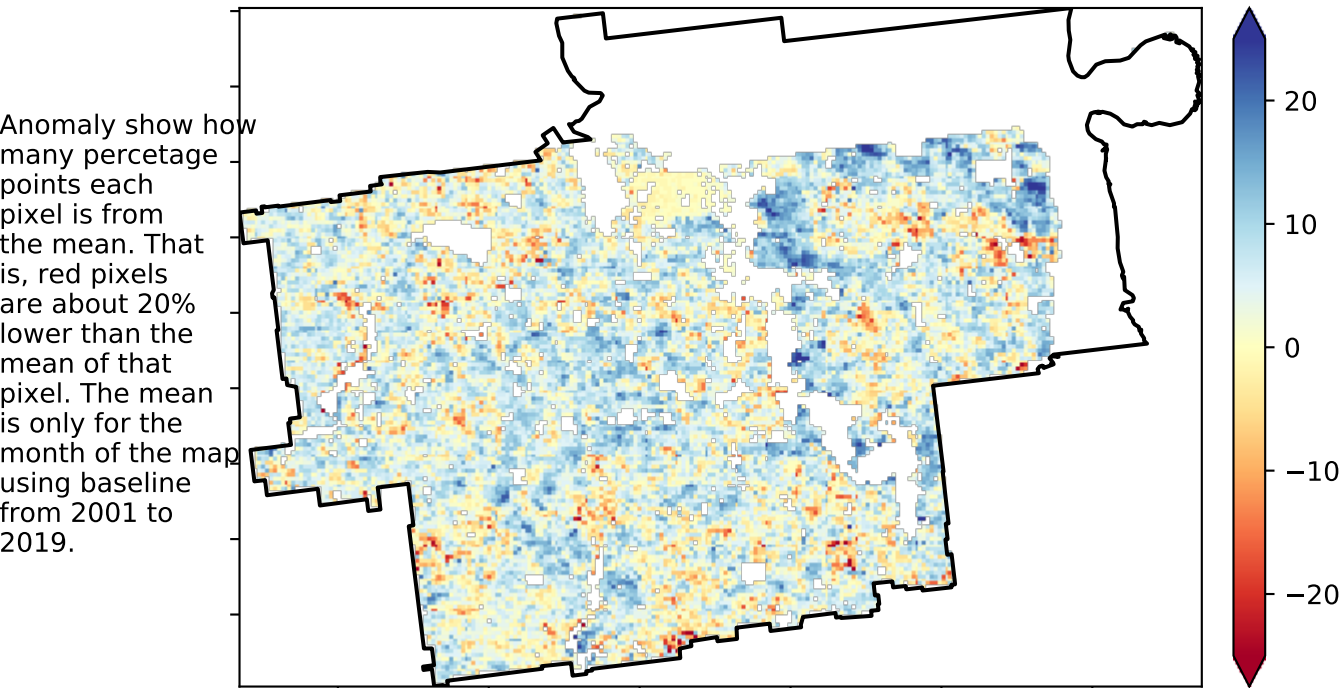 Anomaly show how
many percetage
points each
pixel is from
the mean. That
is, red pixels
are about 20%
lower than the
mean of that
pixel. The mean
is only for the
month of the map
using baseline
from 2001 to
2019.
20
10
0
−10
−20